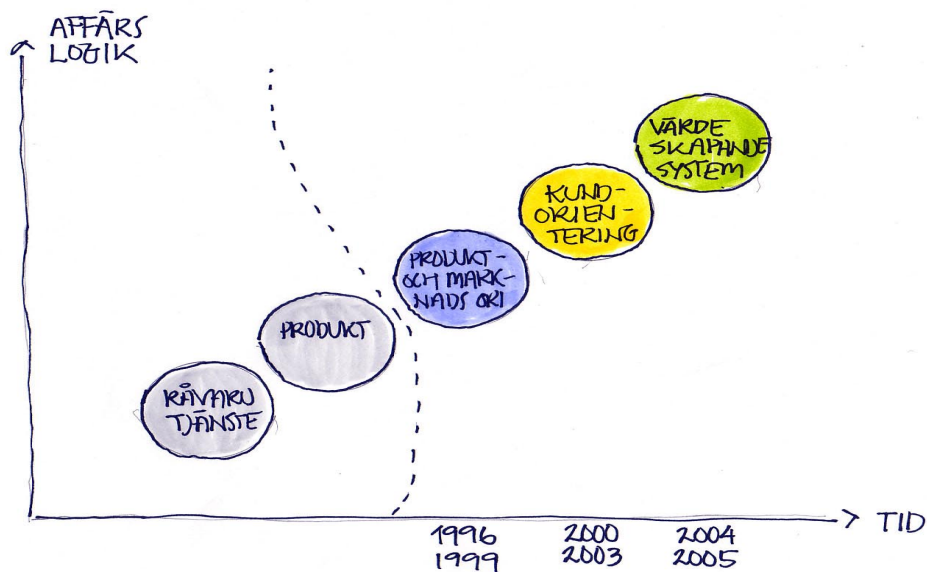 AFFÄRS
LOGIK
VÄRDE
SKAPANDE
SYSTEM
KUND-
ORIEN-
TERING
PRODUKT-
OCH MARK-
NADS ORI
PRODUKT
RÅVARU
TJÄNSTE
TID
1996
1999
2000
2003
2004
2005